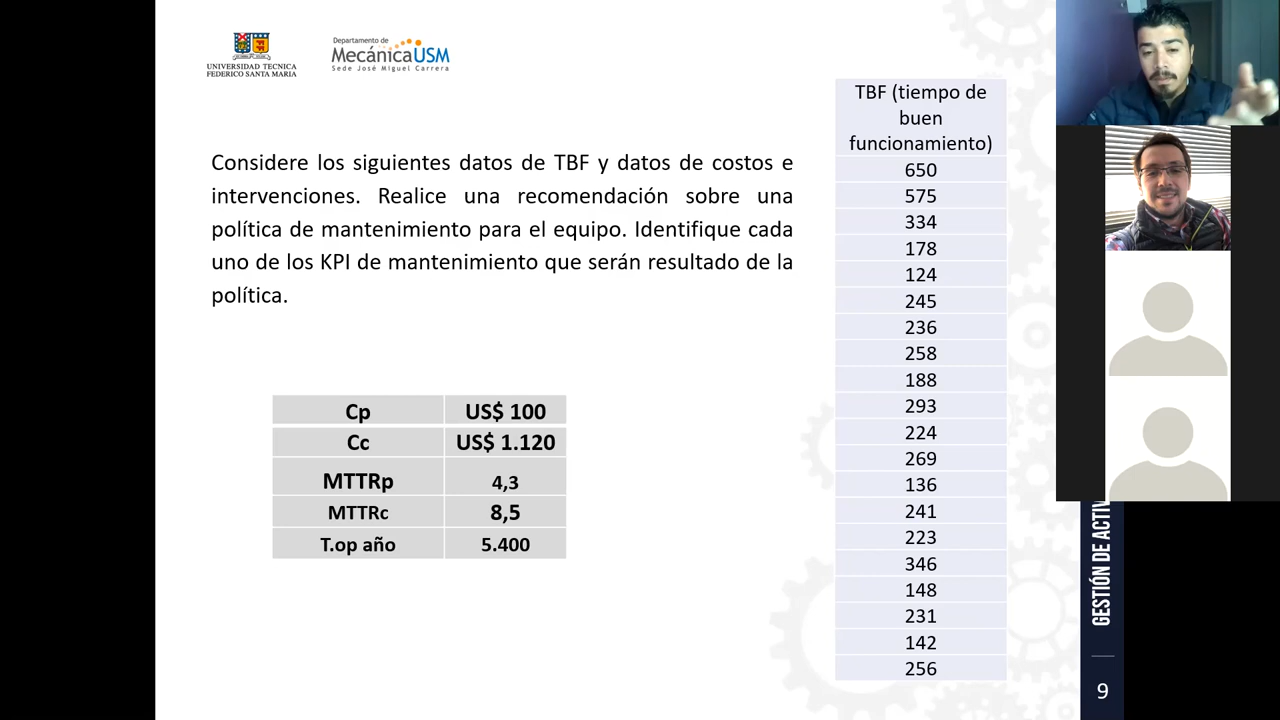 UNIVERSIDAD TECNICA
FEDERICO SANTA MARIA
Departamento de
MecánicaUSM
Sede José Miguel Carrera
Considere los siguientes datos de TBF y datos de costos e
intervenciones. Realice una recomendación sobre una
política de mantenimiento para el equipo. Identifique cada
uno de los KPI de mantenimiento que serán resultado de la
política.
Cp US$ 100
Cc US$ 1.120
MTTRp 4,3
MTTRc 8,5
T.op año 5.400
TBF (tiempo de
buen
funcionamiento)
650
575
334
178
124
245
236
258
188
293
224
269
136
241
223
346
148
231
142
256
GESTIÓN DE
9